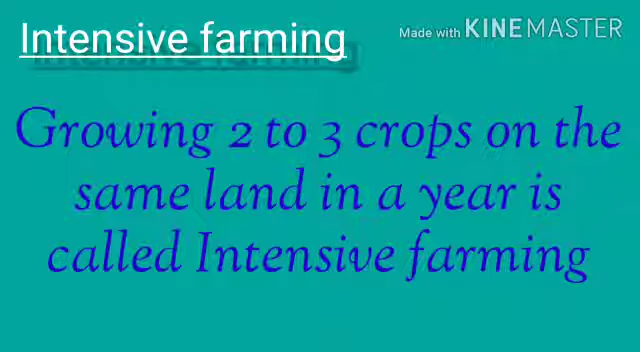 Intensive farming
Made with KINEMASTER
Growing 2 to 3 crops on the
same land in a year is
called Intensive farming